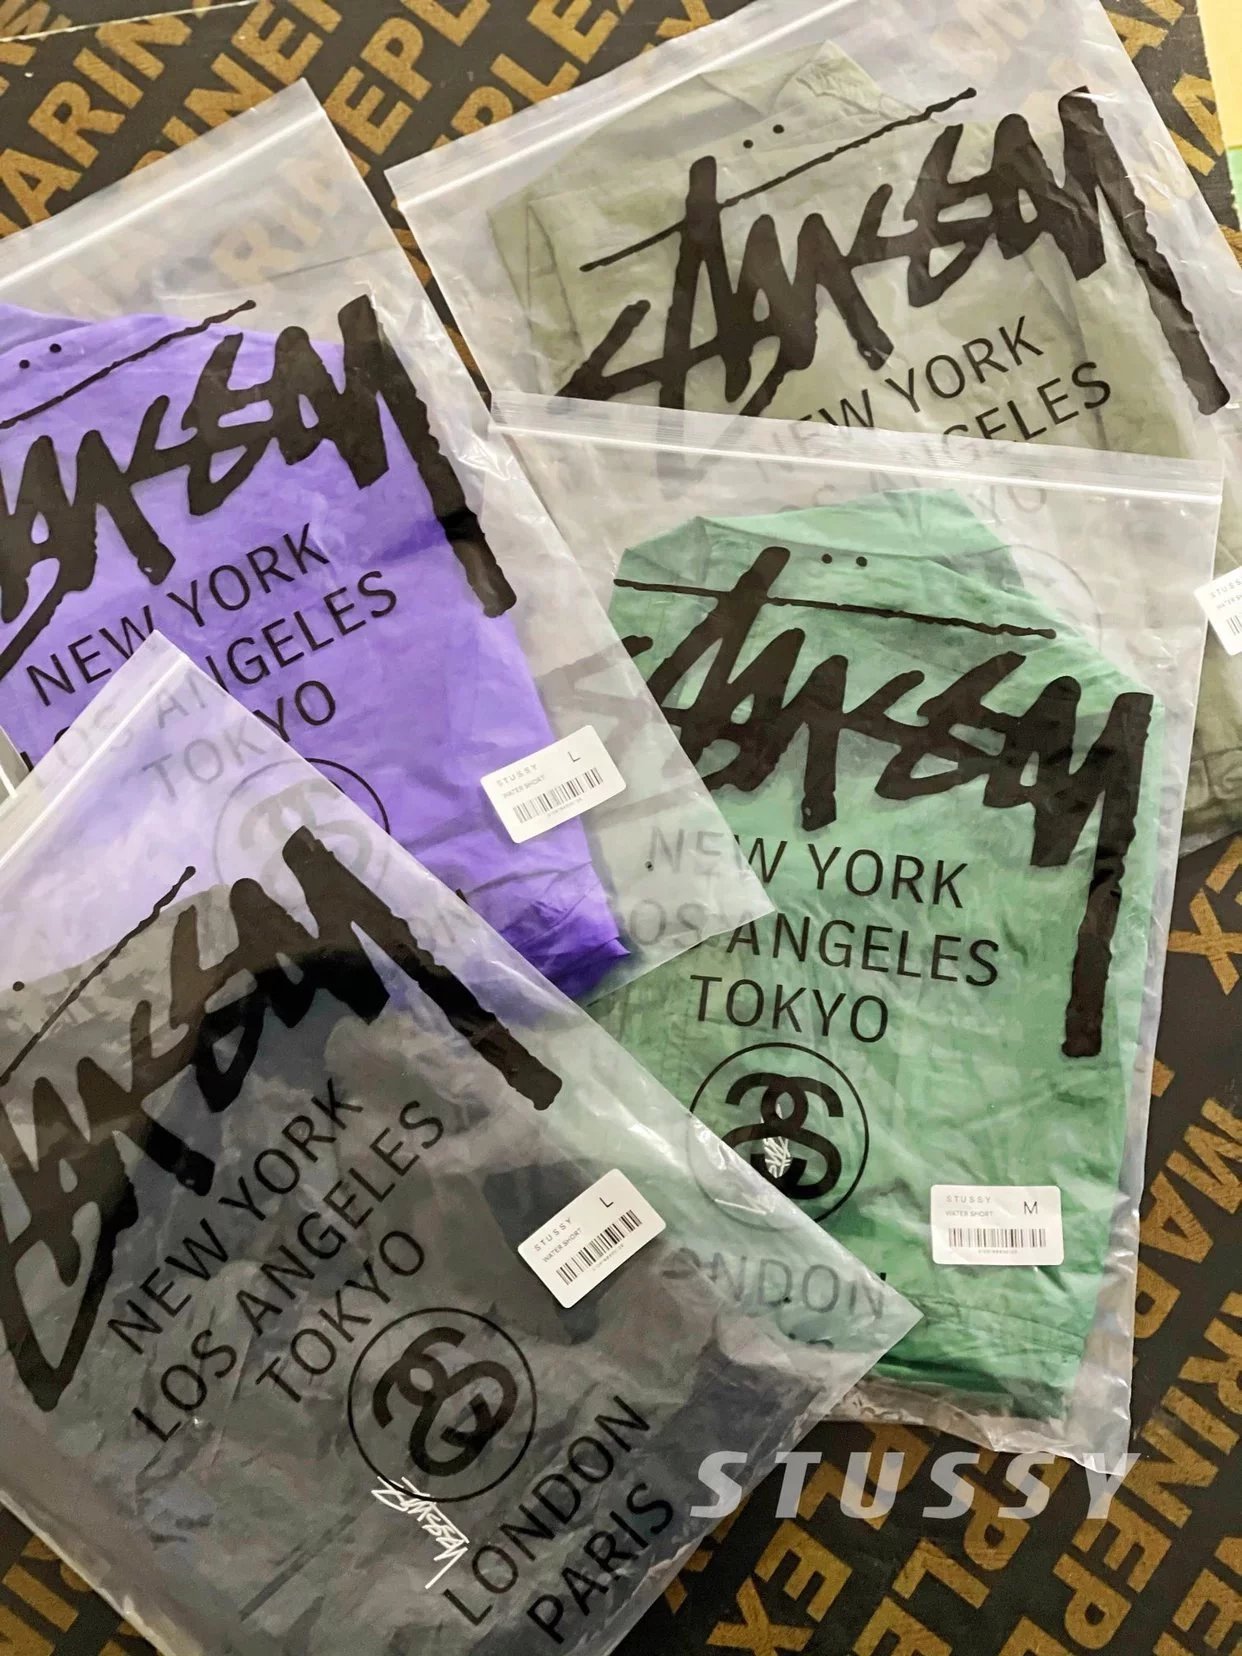 STUSSY
NEW YORK
ANGELES
TOKYO
STUSSY
NEW YORK
LOS ANGELES
TOKYO
STUSSY
L
WATER SHORT
STUSSY
NEW YORK
LOS ANGELES
TOKYO
LONDON
STUSSY
M
WATER SHORT
STUSSY
NEW YORK
LOS ANGELES
TOKYO
LONDON
PARIS
STUSSY
L
WATER SHORT
STUSSY
STUSSY